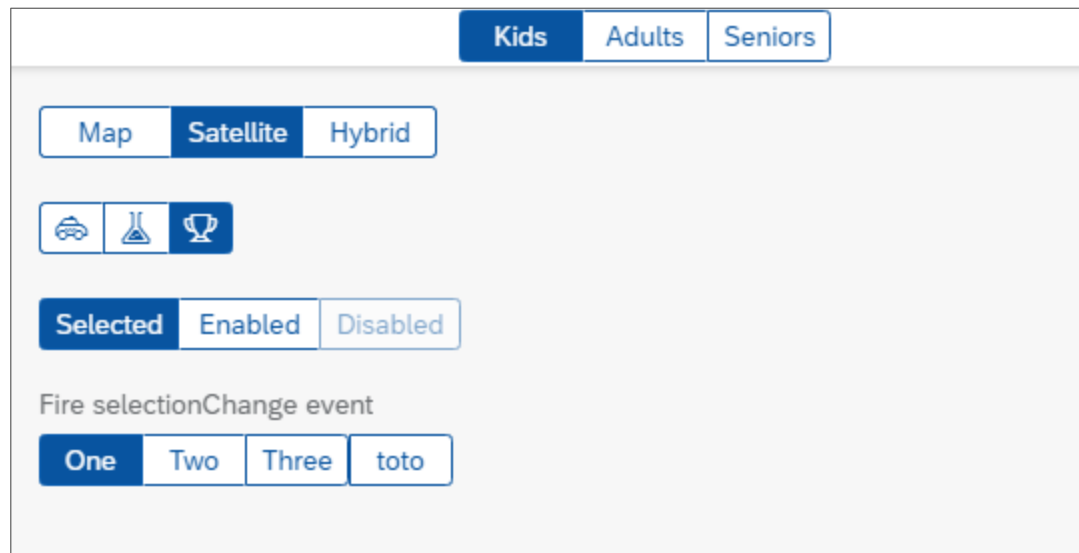 Kids Adults Seniors
Map Satellite Hybrid
Selected Enabled Disabled
Fire selectionChange event
One Two Three toto